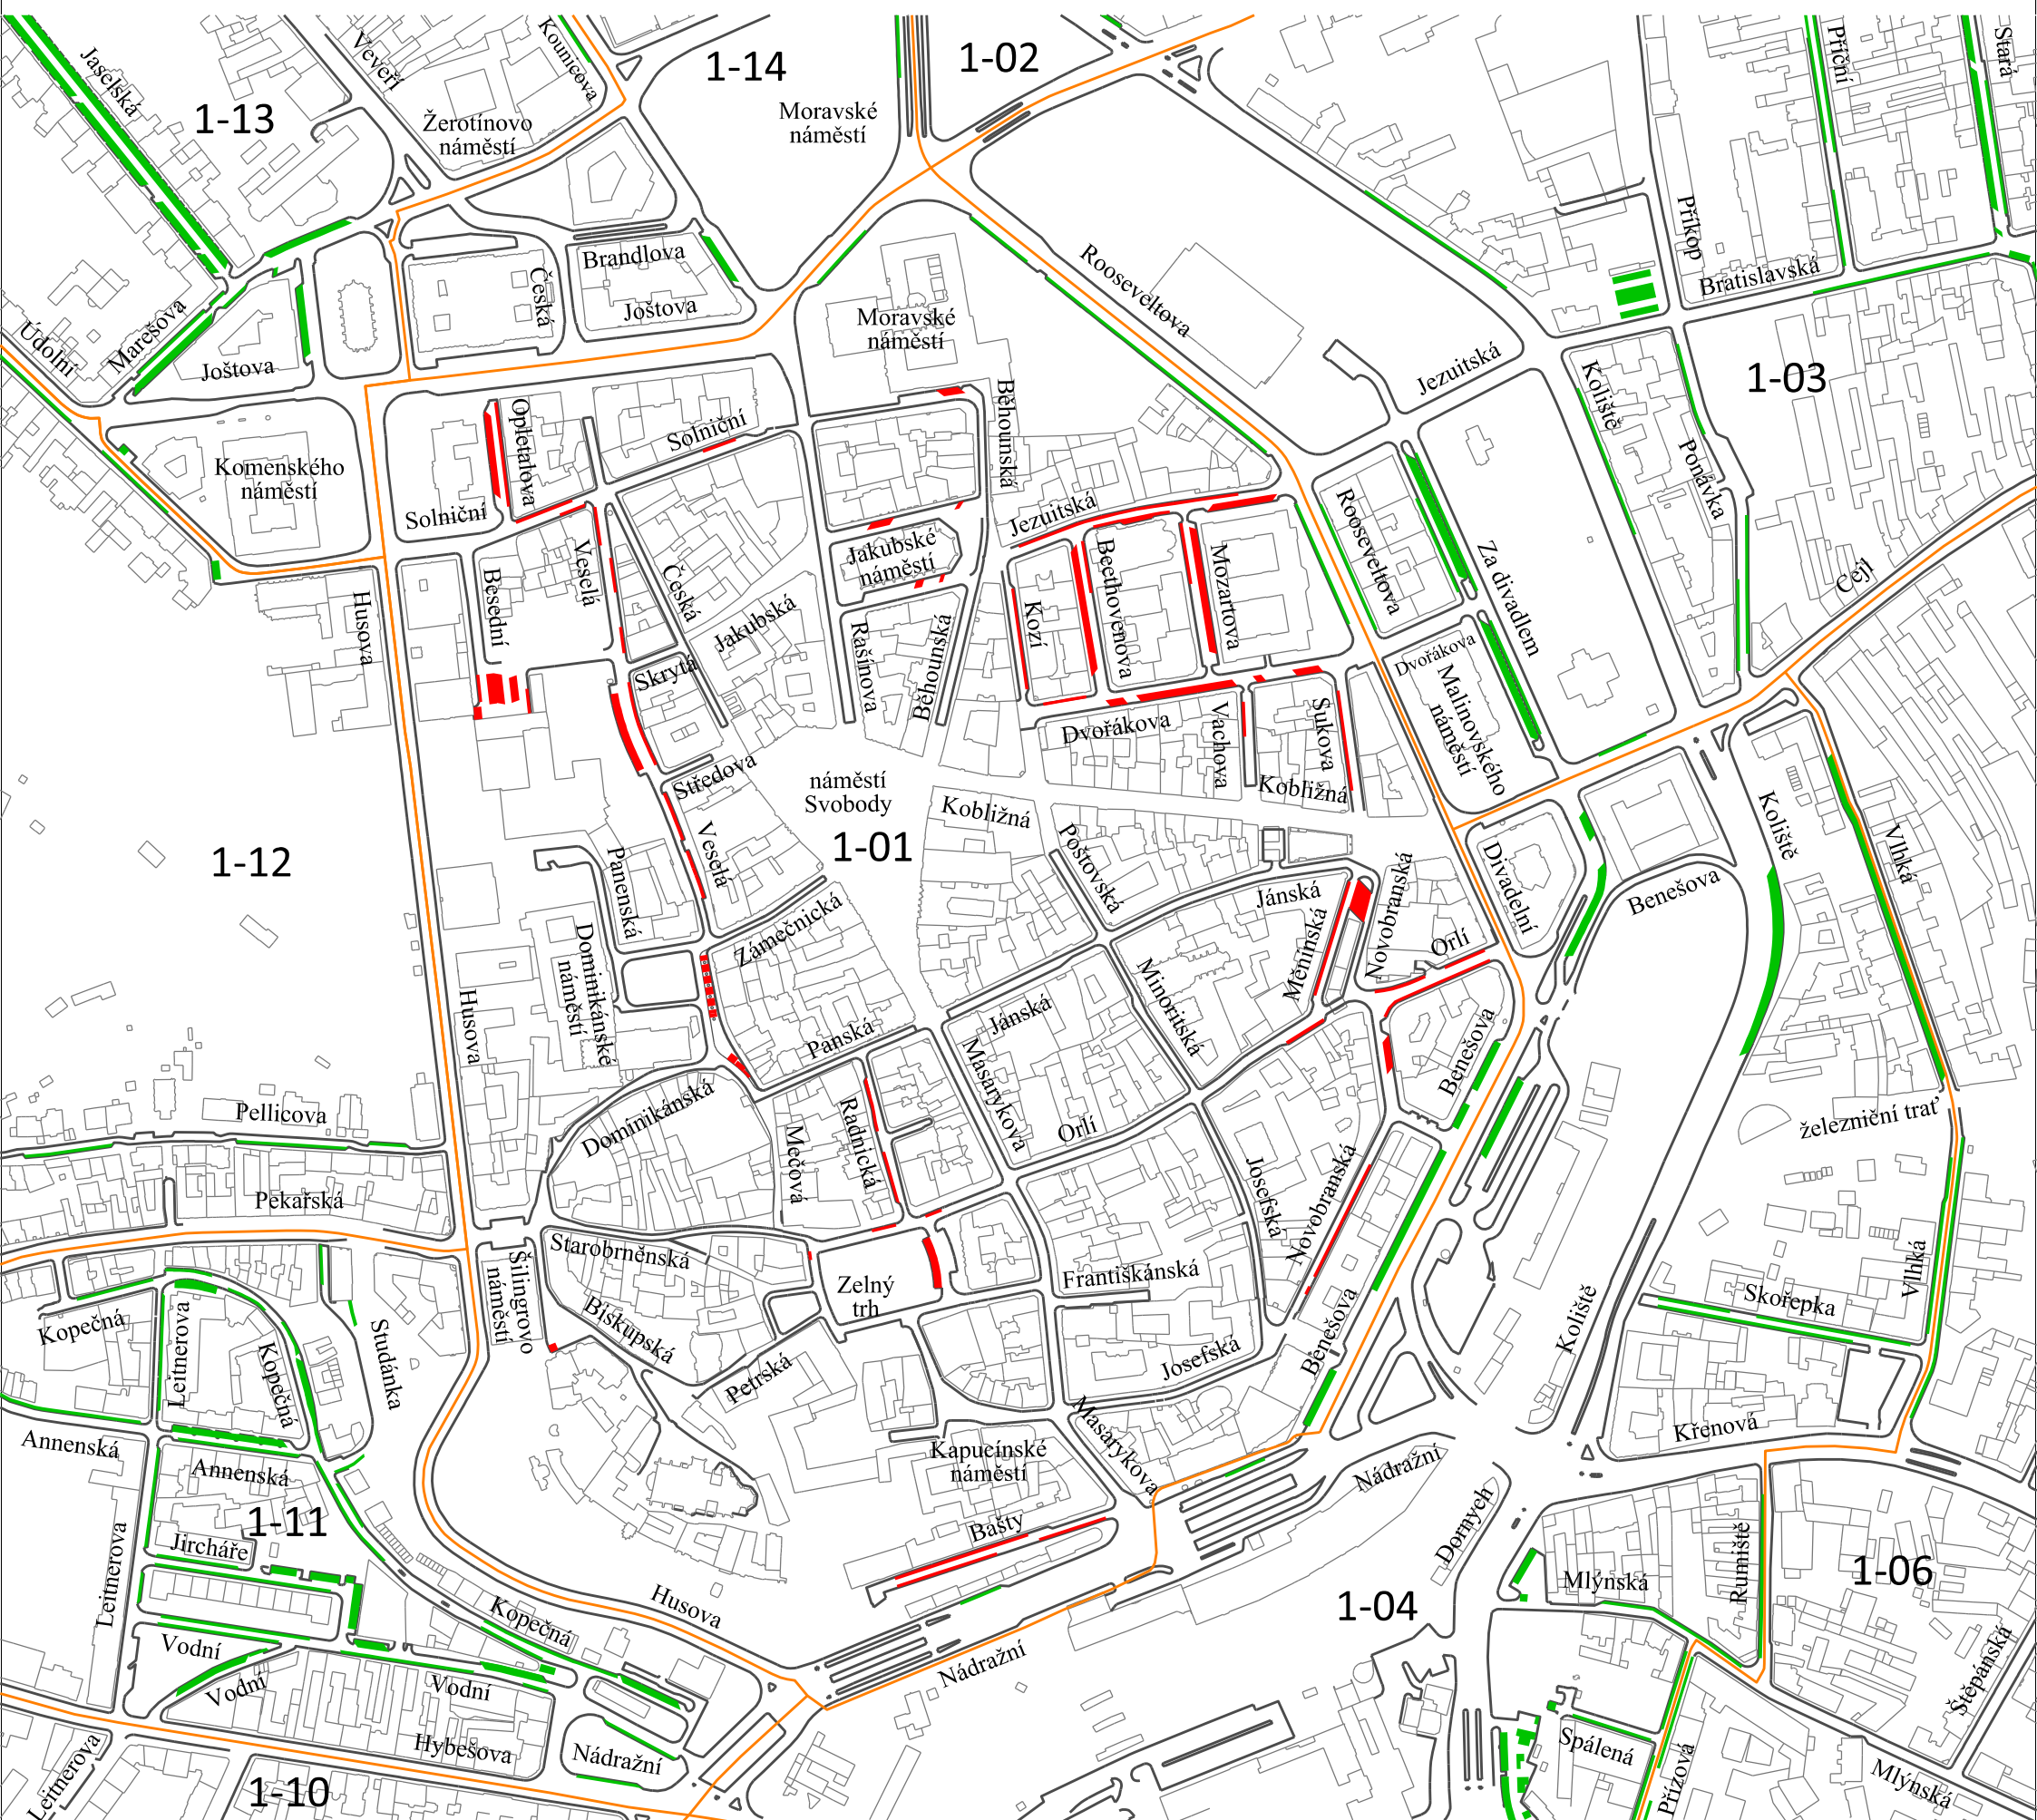 Jaselská
Veveří
Kounicova
1-14
1-02
Příční
Stará
1-13
Žerotínovo
náměstí
Moravské
náměstí
Příkop
Bratislavská
Brandlova
Česká
Joštova
Rooseveltova
Moravské
náměstí
Údolní
Marešova
Joštova
Jezuitská
Koliště
1-03
Běhounská
Opletalova
Solniční
Komenského
náměstí
Solniční
Ponávka
Jezuitská
Rooseveltova
Jakubské
náměstí
Za divadlem
Cejl
Veselá
Česká
Beethovenova
Mozartova
Besední
Husova
Jakubská
Kozí
Rašínova
Běhounská
Dvořákova
Skrytá
Malinovského
náměstí
Dvořákova
Vachova
Sukova
Středova
náměstí
Svobody
Kobližná
Kobližná
1-01
1-12
Veselá
Panenská
Poštovská
Koliště
Vlhká
Divadelní
Benešova
Jánská
Novobranská
Zámečnická
Dominikánské
náměstí
Orlí
Měnínská
Minoritská
Husova
Jánská
Panská
Masarykova
Benešova
Dominikánská
Pellicova
Radnická
Mečová
Orlí
železniční trať
Josefská
Novobranská
Pekařská
Starobrněnská
Šilingrovo
náměstí
Zelný
trh
Františkánská
Vlhká
Skořepka
Koliště
Kopečná
Leitnerova
Kopečná
Studánka
Biskupská
Petrská
Josefská
Benešova
Masarykova
Křenová
Annenská
Annenská
Kapucínské
náměstí
Nádražní
Dornych
1-11
Bašty
Jircháře
Leitnerova
Rumiště
Mlýnská
1-06
1-04
Husova
Kopečná
Vodní
Vodní
Vodní
Nádražní
Štěpánská
Hybešova
Nádražní
Spálená
Přízová
Mlýnská
Leitnerova
1-10